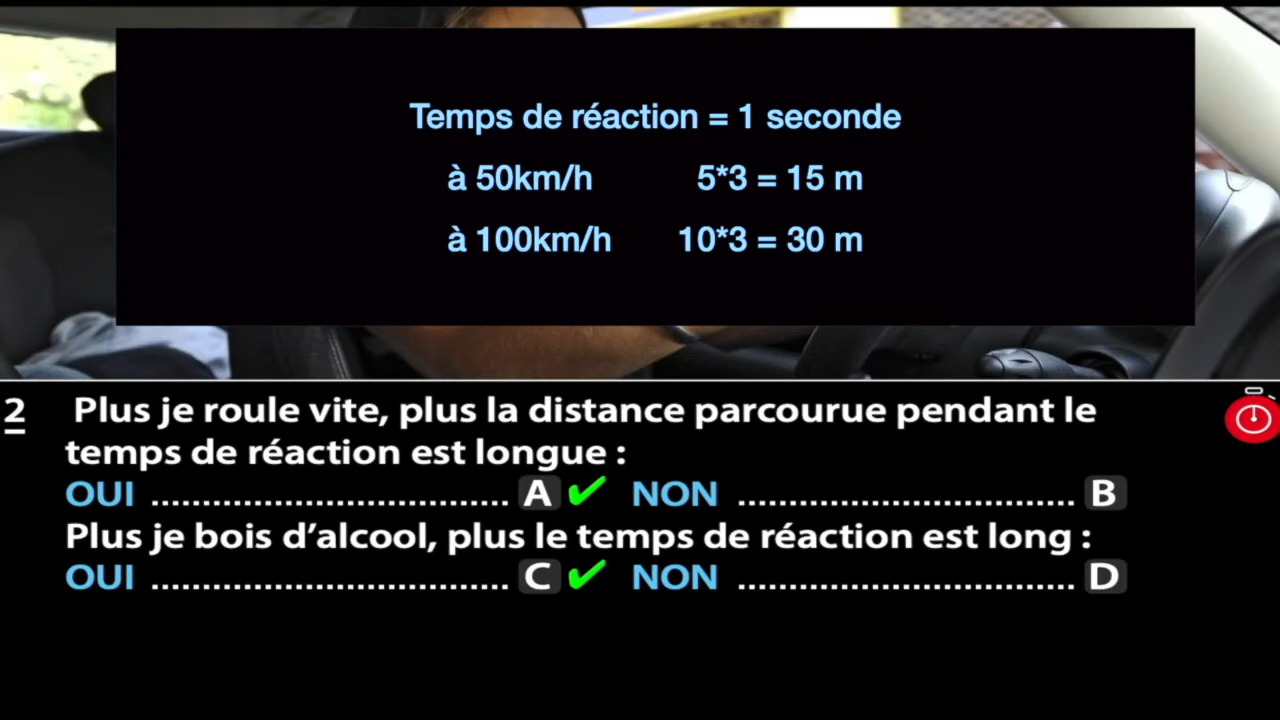 Temps de réaction = 1 seconde
à 50km/h 5*3 = 15 m
à 100km/h 10*3 = 30 m
2 Plus je roule vite, plus la distance parcourue pendant le
temps de réaction est longue :
OUI .................................. A ✔ NON ................................ B
Plus je bois d’alcool, plus le temps de réaction est long :
OUI .................................. C ✔ NON ................................ D